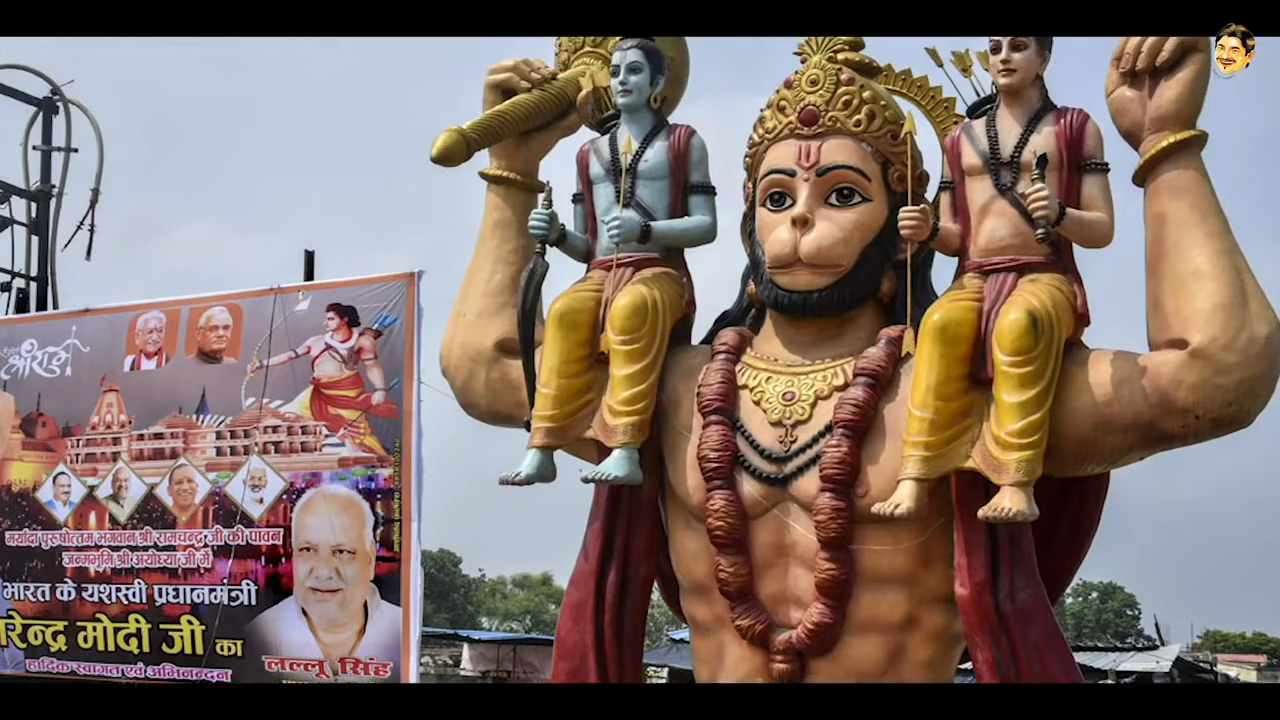 मर्यादा पुरूषोत्तम भगवान श्री रामचन्द्र जी की पावन
जन्मभूमि श्री अयोध्या जी में
भारत के यशस्वी प्रधानमंत्री
रेन्द्र मोदी जी का
हार्दिक स्वागत एवं अभिनन्दन
लल्लू सिंह